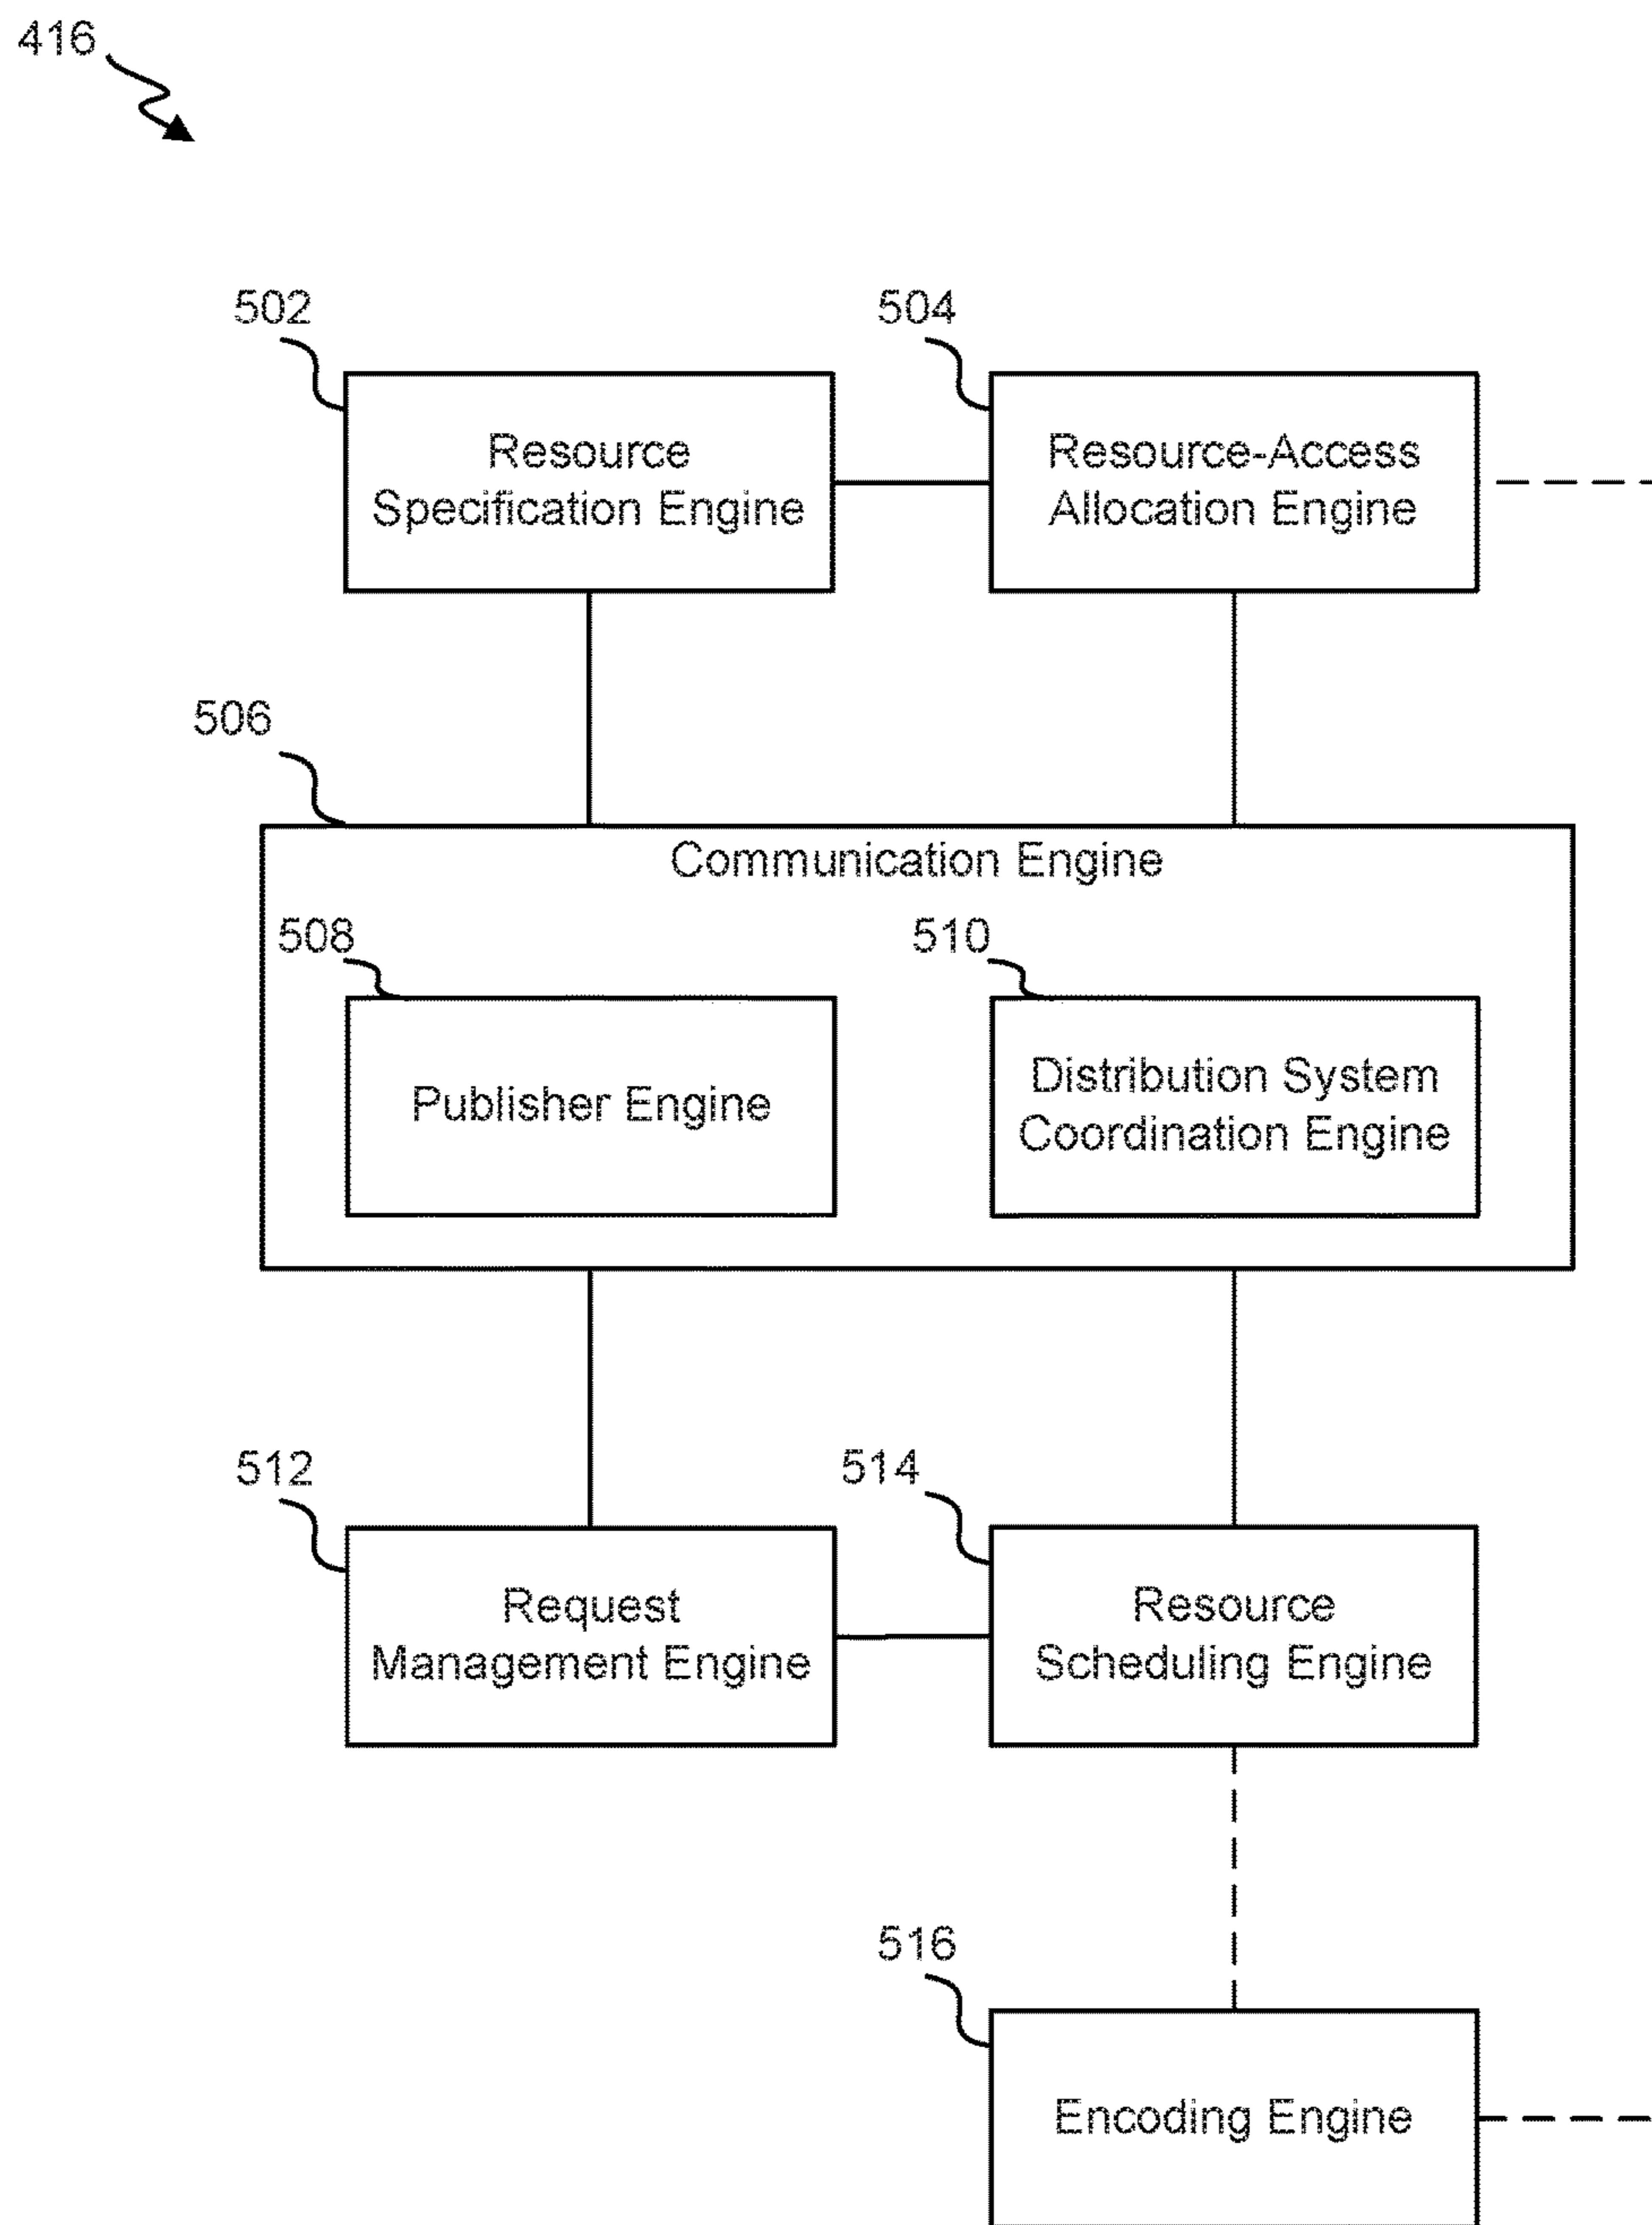 416
502
504
Resource
Specification Engine
Resource-Access
Allocation Engine
506
Communication Engine
508
510
Publisher Engine
Distribution System
Coordination Engine
512
514
Request
Management Engine
Resource
Scheduling Engine
516
Encoding Engine